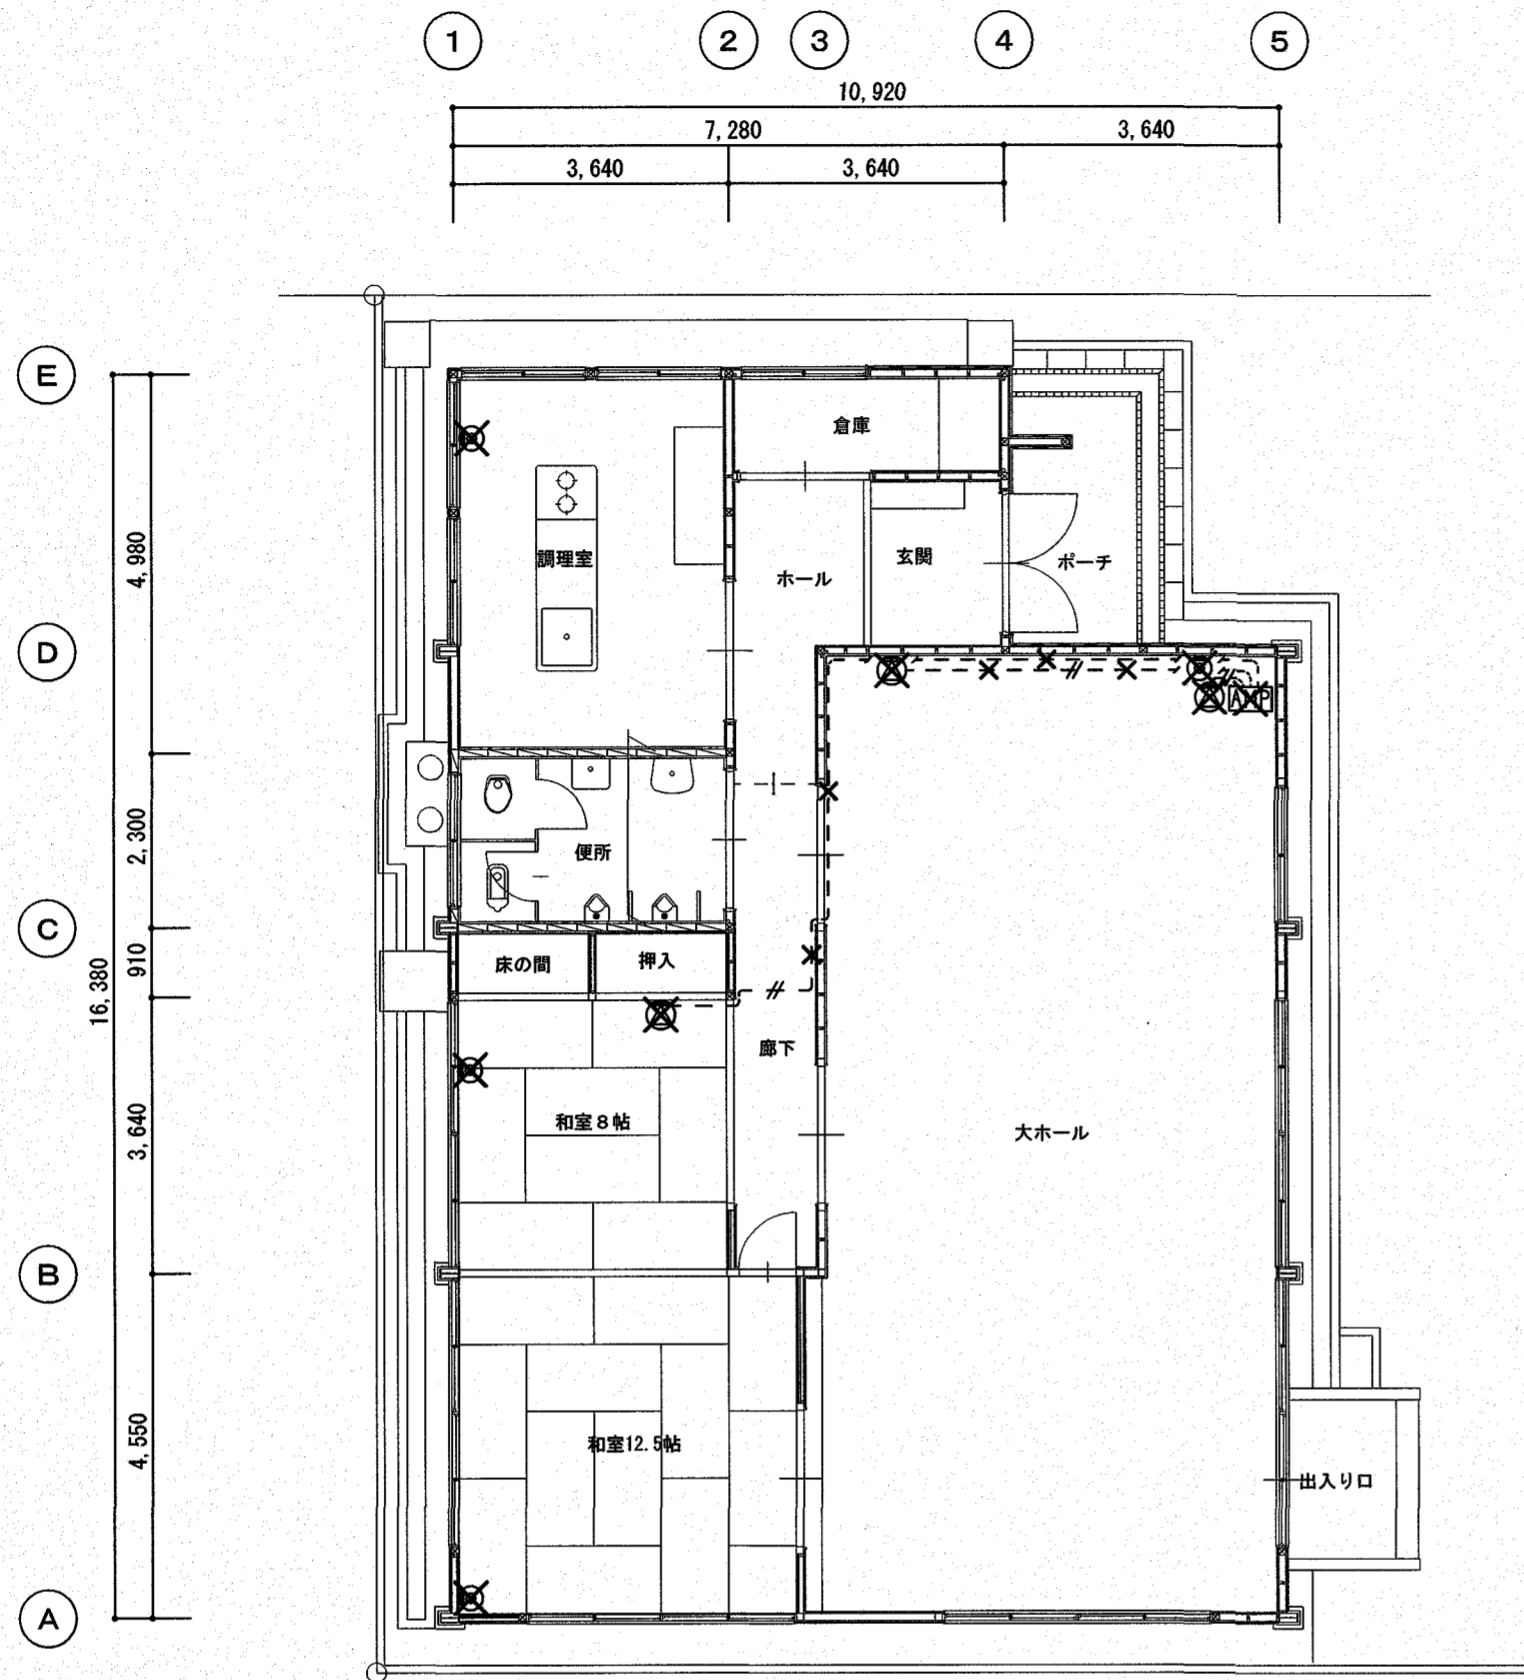 1 2 3 4 5
10,920
7,280 3,640
3,640 3,640
E
倉庫
4,980
調理室
ホール
玄関
ポーチ
D
AMP
2,300
便所
C
910
床の間
押入
16,380
廊下
3,640
和室8帖
大ホール
B
4,550
和室12.5帖
出入り口
A